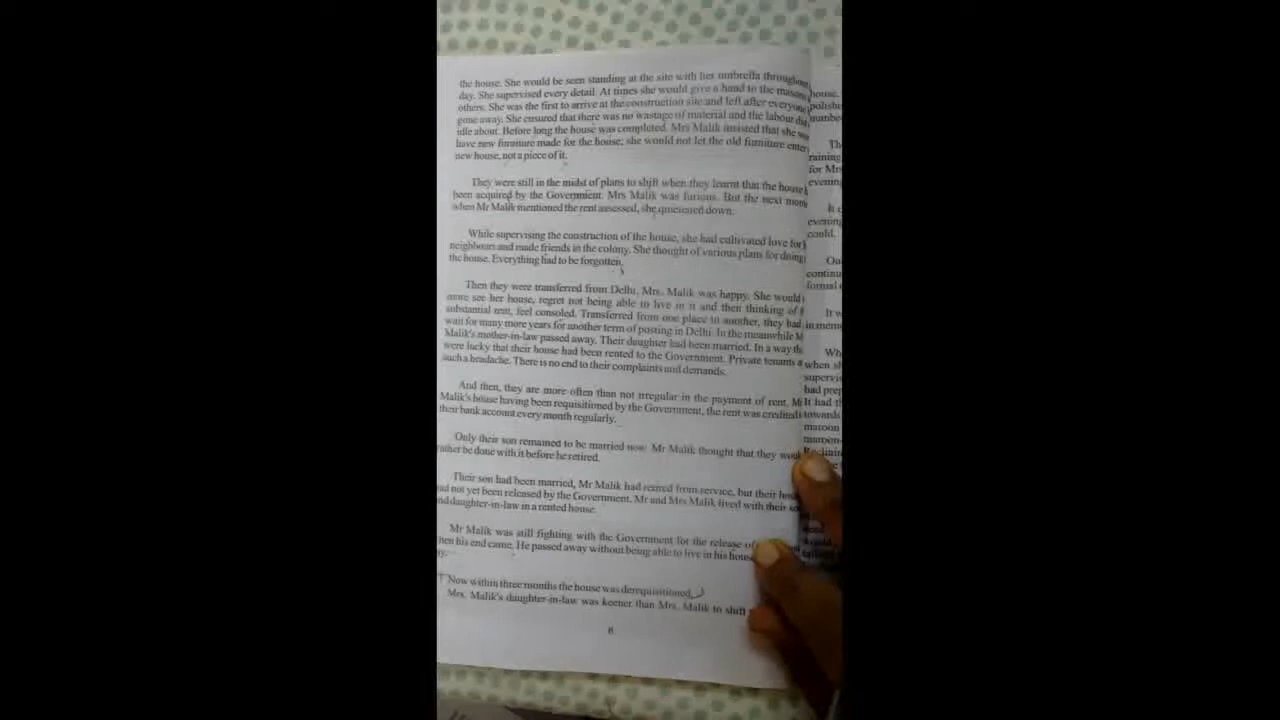 the house. She would be seen standing at the site with her umbrella throughout
day. She supervised every detail. At times she would give a hand to the masons
others. She was the first to arrive at the construction site and left after everyone
gone away. She ensured that there was no wastage of material and the labour did
idle about. Before long the house was completed. Mrs Malik insisted that she
have new furniture made for the house; she would not let the old furniture enter
new house, not a piece of it.
They were still in the midst of plans to shift when they learnt that the house
been acquired by the Government. Mrs Malik was furious. But the next
when Mr Malik mentioned the rent assessed, she quietened down.
While supervising the construction of the house, she had cultivated love for
neighbours and made friends in the colony. She thought of various plans for doing
the house. Everything had to be forgotten.
Then they were transferred from Delhi. Mrs. Malik was happy. She would
more see her house, regret not being able to live in it and then thinking of
substantial rent, feel consoled. Transferred from one place to another, they had
wait for many more years for another term of posting in Delhi. In the meanwhile
Malik's mother-in-law passed away. Their daughter had been married. In a way
were lucky that their house had been rented to the Government. Private tenants
such a headache. There is no end to their complaints and demands.
And then, they are more often than not irregular in the payment of rent.
Malik's house having been requisitioned by the Government, the rent was credited
their bank account every month regularly.
Only their son remained to be married now. Mr Malik thought that they
rather be done with it before he retired.
Their son had been married, Mr Malik had retired from service, but their
had not yet been released by the Government. Mr and Mrs Malik lived with their
and daughter-in-law in a rented house.
Mr Malik was still fighting with the Government for the release of
when his end came. He passed away without being able to live in his house
Now within three months the house was derequisitioned.
Mrs. Malik's daughter-in-law was keener than Mrs. Malik to shift
house.
raining
for
evening
It
evening
could.
formal
It
when
had
It had
towards
maroon